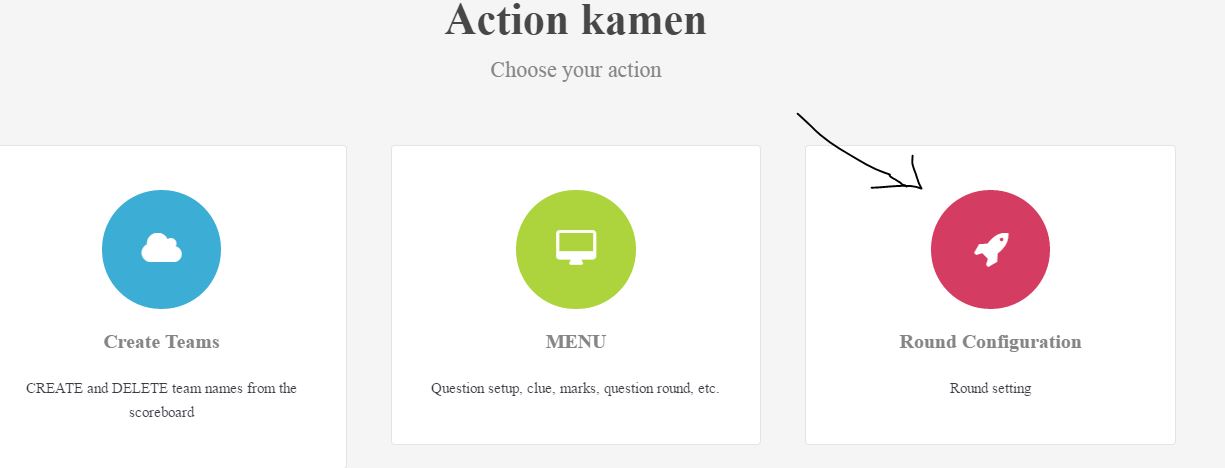 Action kamen
Choose your action
Create Teams
CREATE and DELETE team names from the
scoreboard
MENU
Question setup, clue, marks, question round, etc.
Round Configuration
Round setting